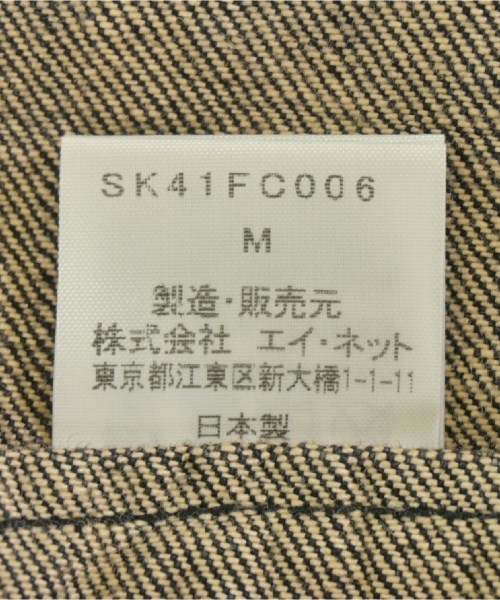 SK41FC006
M
製造・販売元
株式会社 エイ・ネット
東京都江東区新大橋1-1-11
日本製